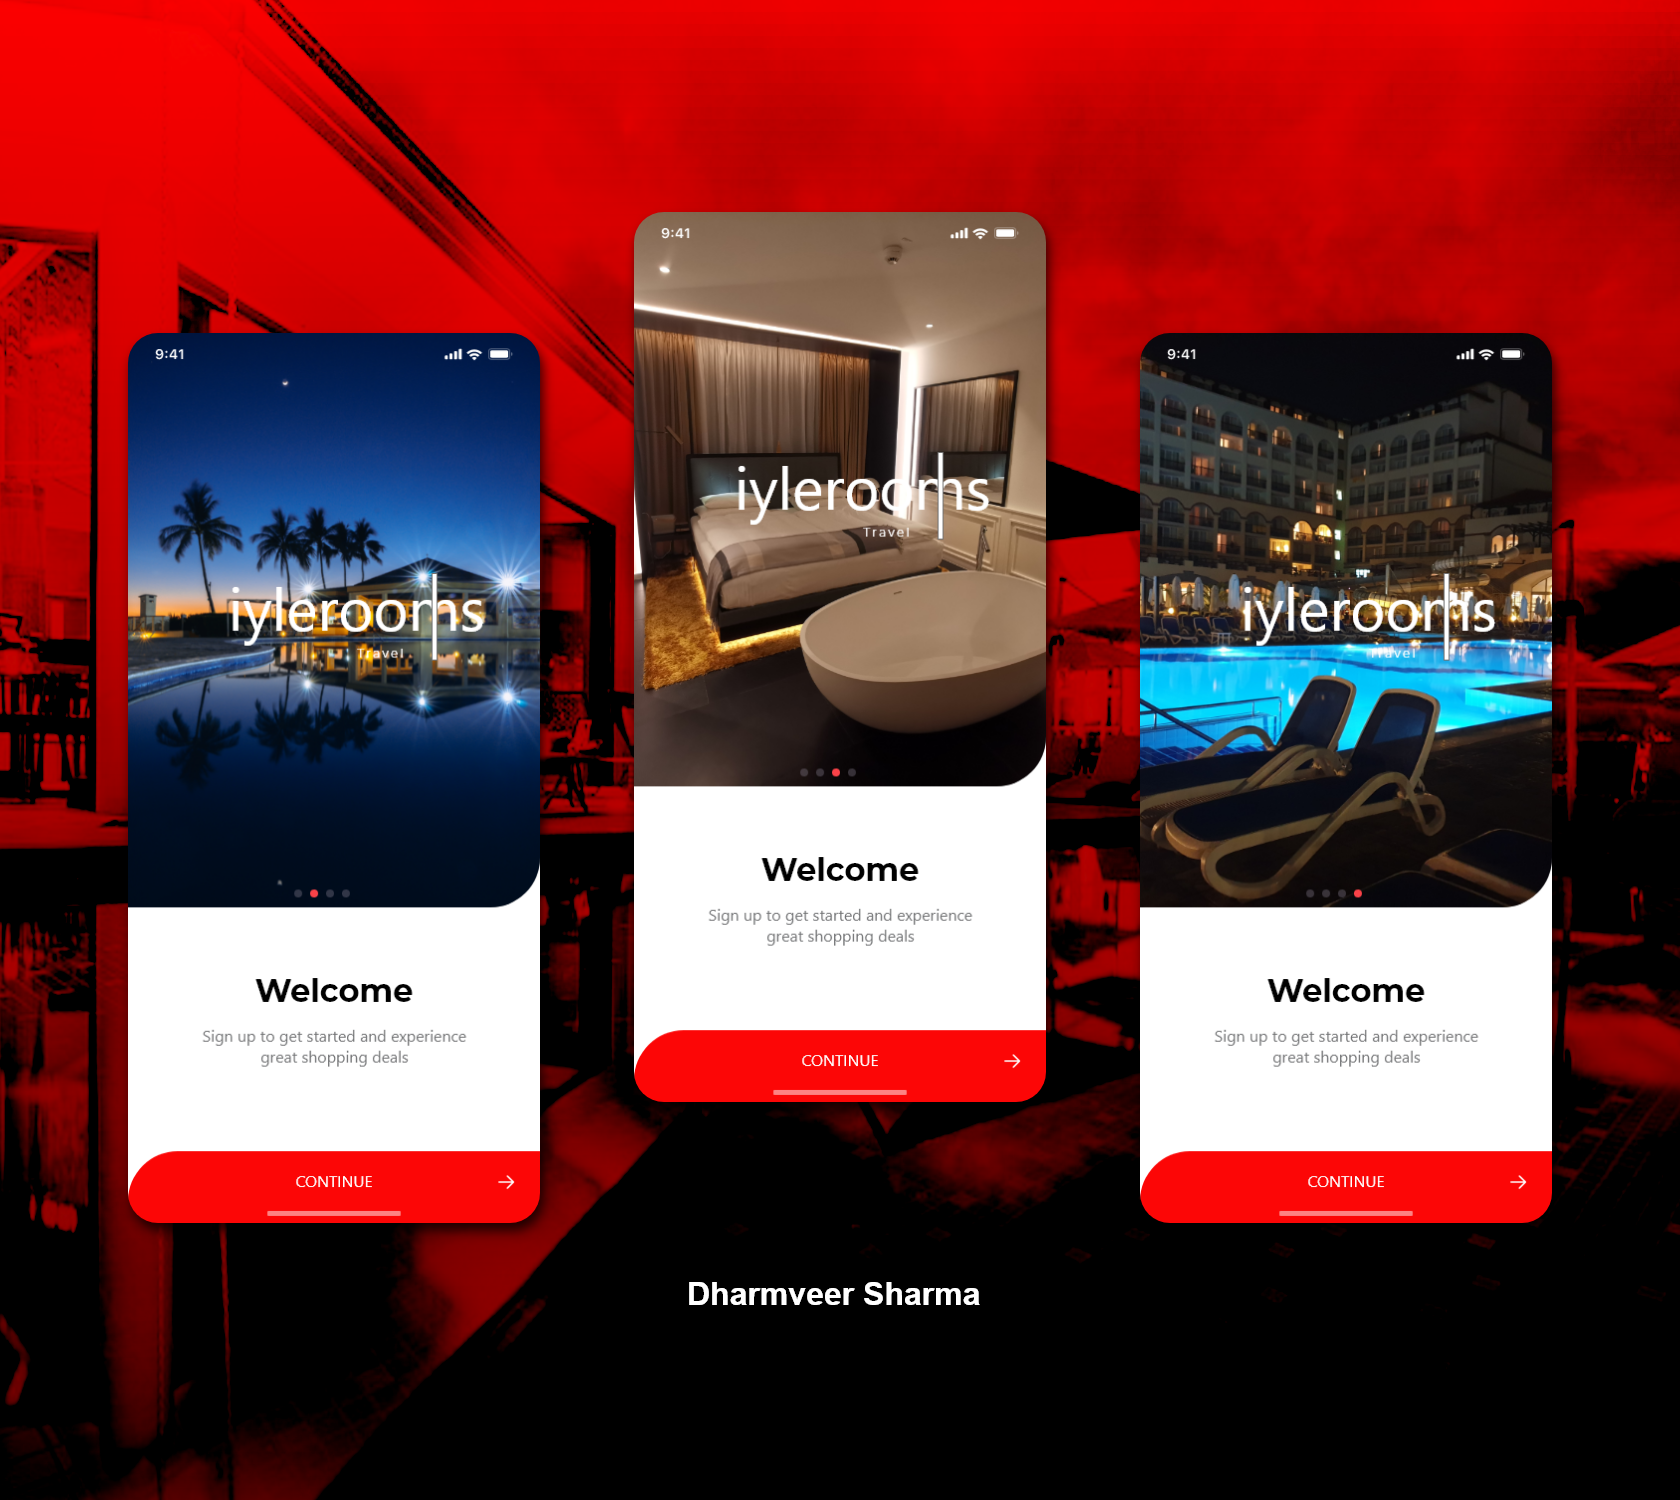 9:41
iylerooms
Travel
Welcome
Sign up to get started and experience
great shopping deals
CONTINUE
9:41
iylerooms
Travel
Welcome
Sign up to get started and experience
great shopping deals
CONTINUE
9:41
iylerooms
Travel
Welcome
Sign up to get started and experience
great shopping deals
CONTINUE
Dharmveer Sharma